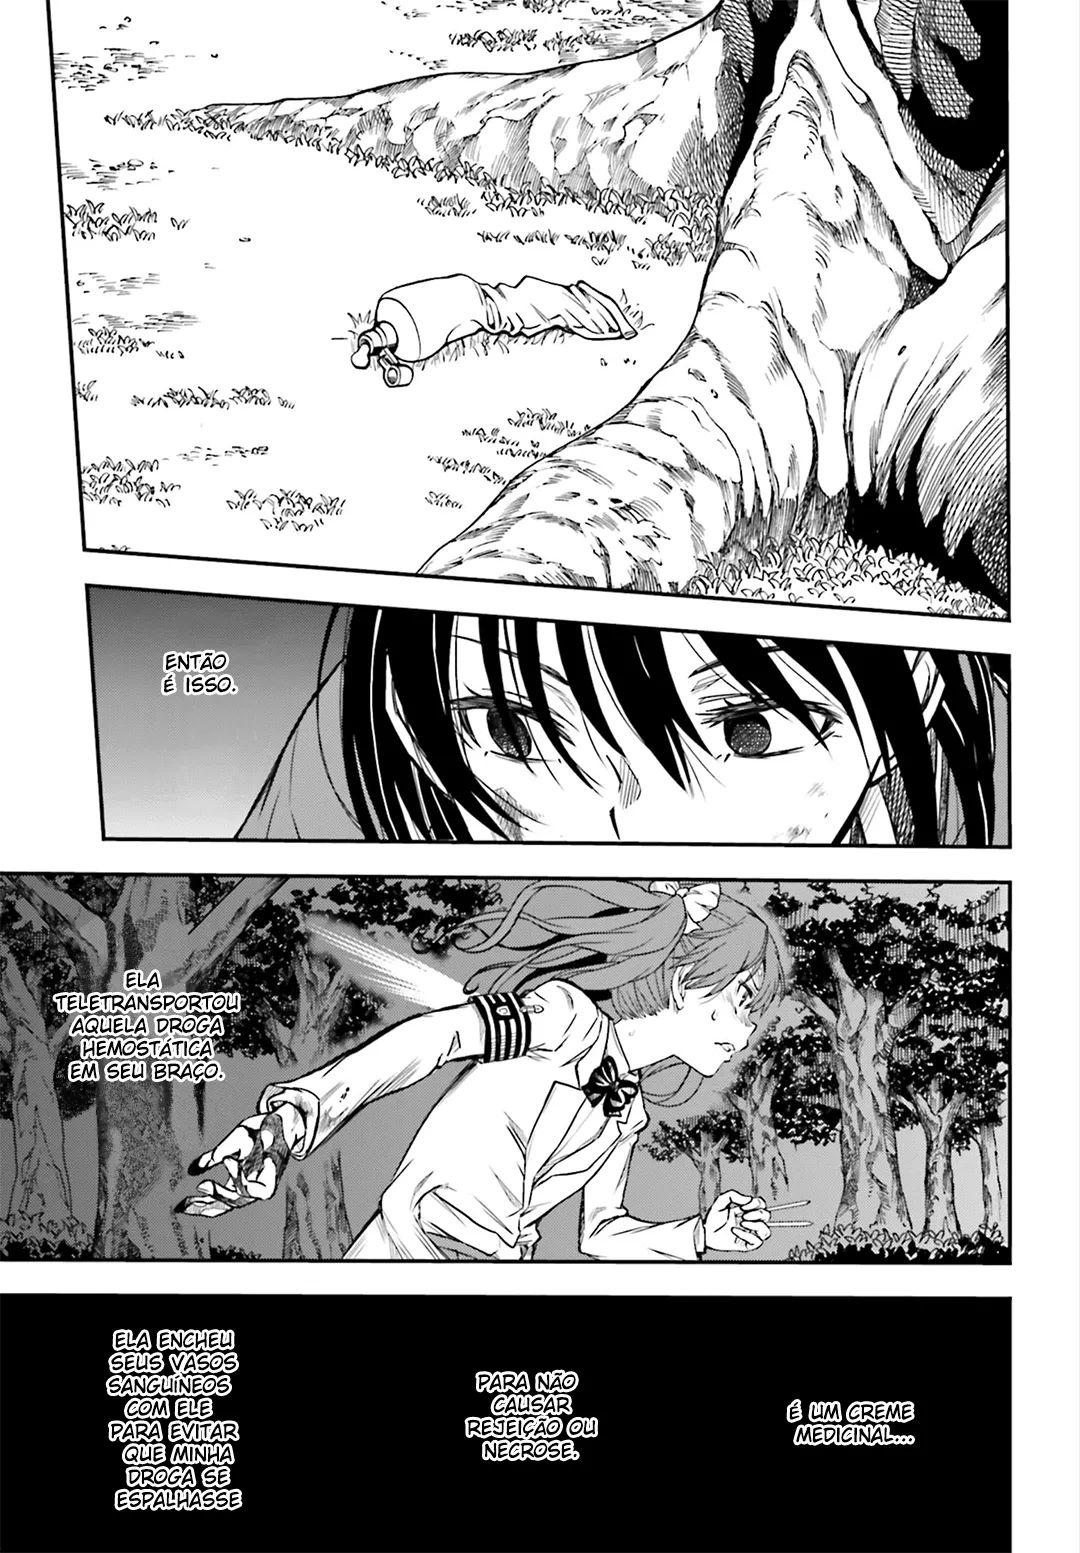 ENTÃO
É ISSO.
ELA
TELETRANSPORTOU
AQUELA DROGA
HEMOSTÁTICA
EM SEU BRAÇO.
É UM CREME
MEDICINAL...
PARA NÃO
CAUSAR
REJEIÇÃO OU
NECROSE.
ELA ENCHEU
SEUS VASOS
SANGUÍNEOS
COM ELE
PARA EVITAR
QUE MINHA
DROGA SE
ESPALHASSE